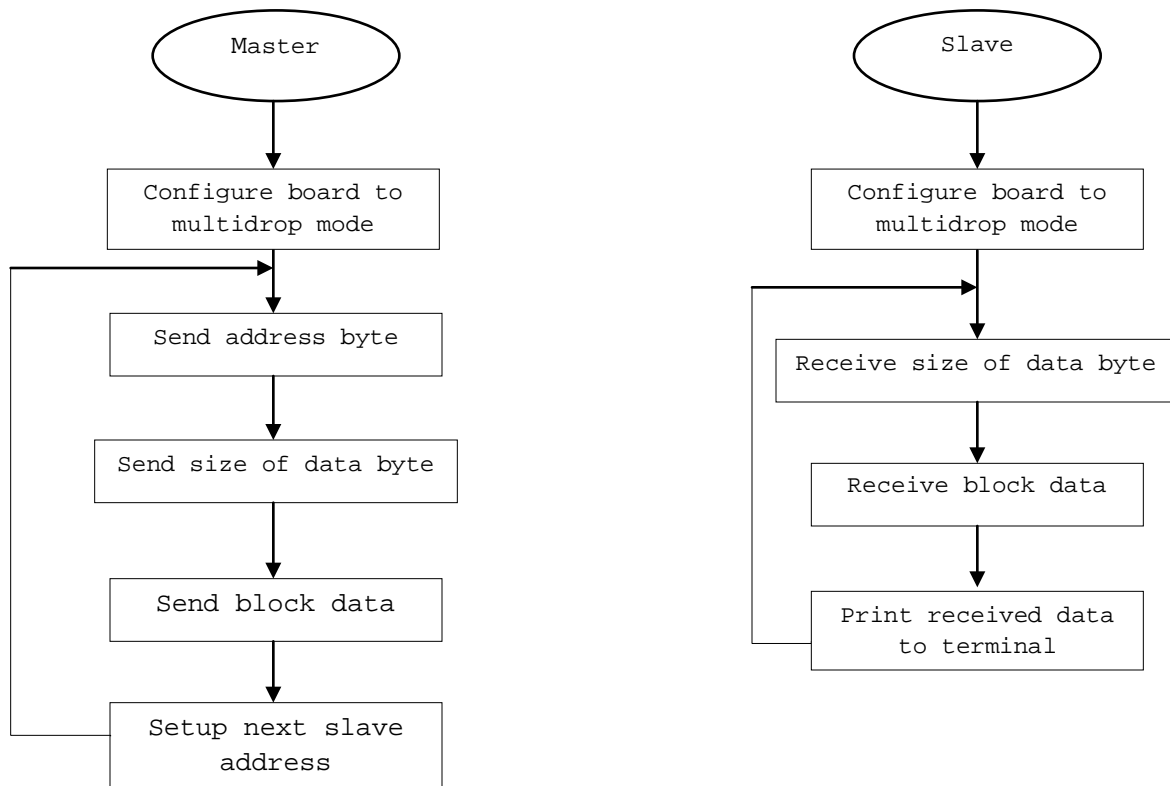 Master
Configure board to
multidrop mode
Send address byte
Send size of data byte
Send block data
Setup next slave
address
Slave
Configure board to
multidrop mode
Receive size of data byte
Receive block data
Print received data
to terminal